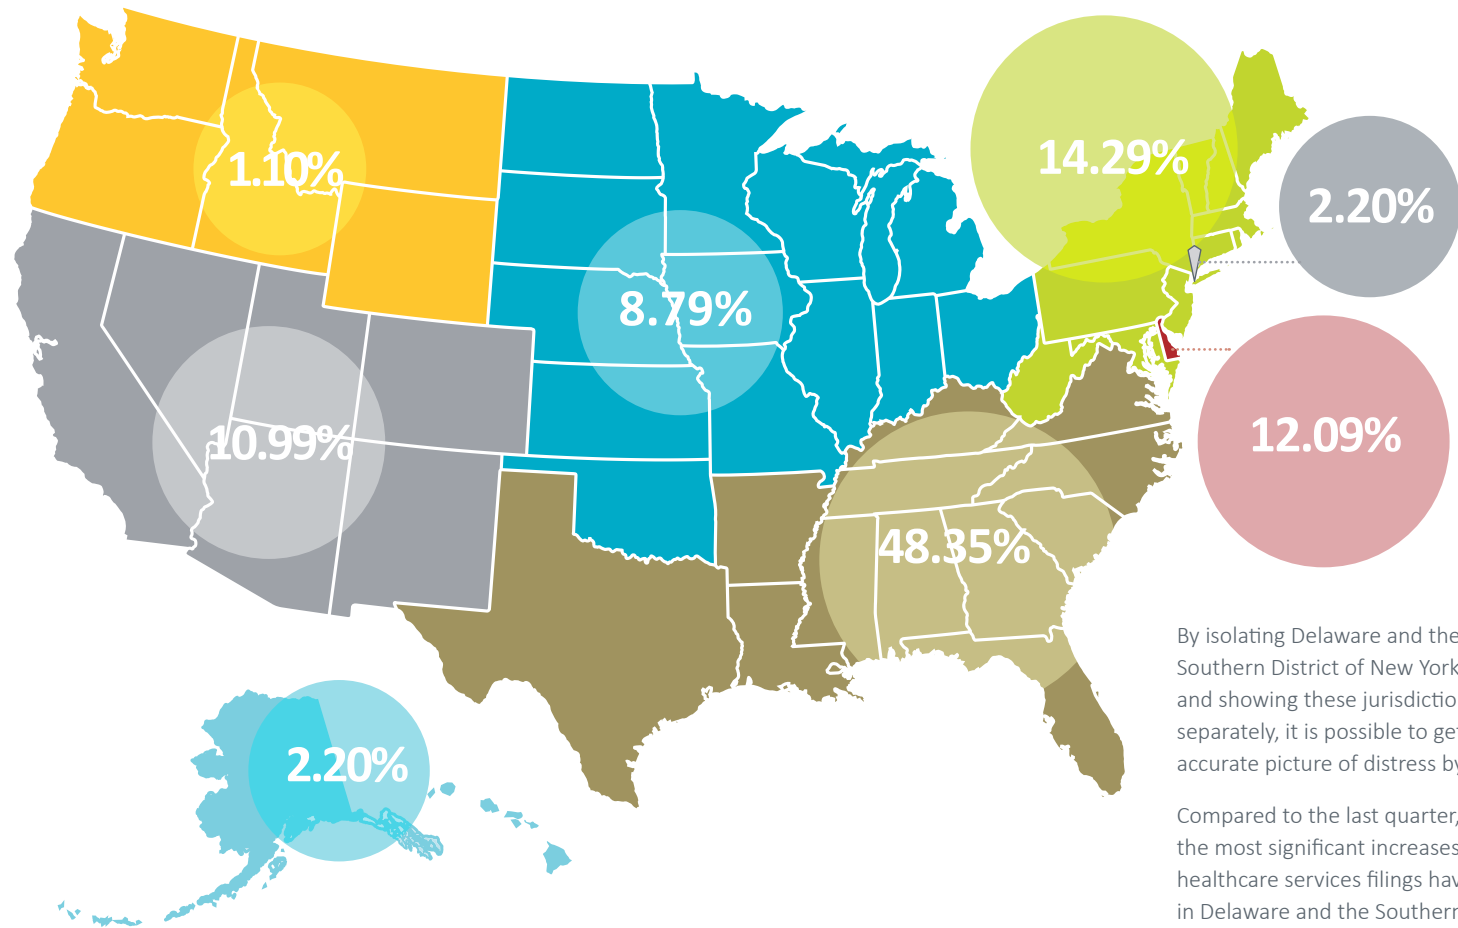 1.10%
14.29%
2.20%
8.79%
10.99%
12.09%
48.35%
2.20%
By isolating Delaware and the
Southern District of New York
and showing these jurisdictio
separately, it is possible to get
accurate picture of distress by
Compared to the last quarter,
the most significant increases
healthcare services filings hav
in Delaware and the Southern